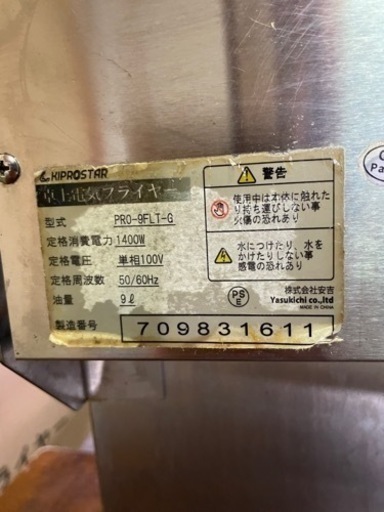 KIPROSTAR
卓上電気フライヤー
型式 PRO-9FLT-G
定格消費電力 1400W
定格電圧 単相100V
定格周波数 50/60Hz
油量 9ℓ
製造番号 709831611
警告
使用中は本体に触れた
り持ち運びしない事
火傷の恐れあり
水につけたり、水を
かけたりしない事
感電の恐れあり
PS
E
株式会社安吉
Yasukichi co.,ltd
MADE IN CHINA